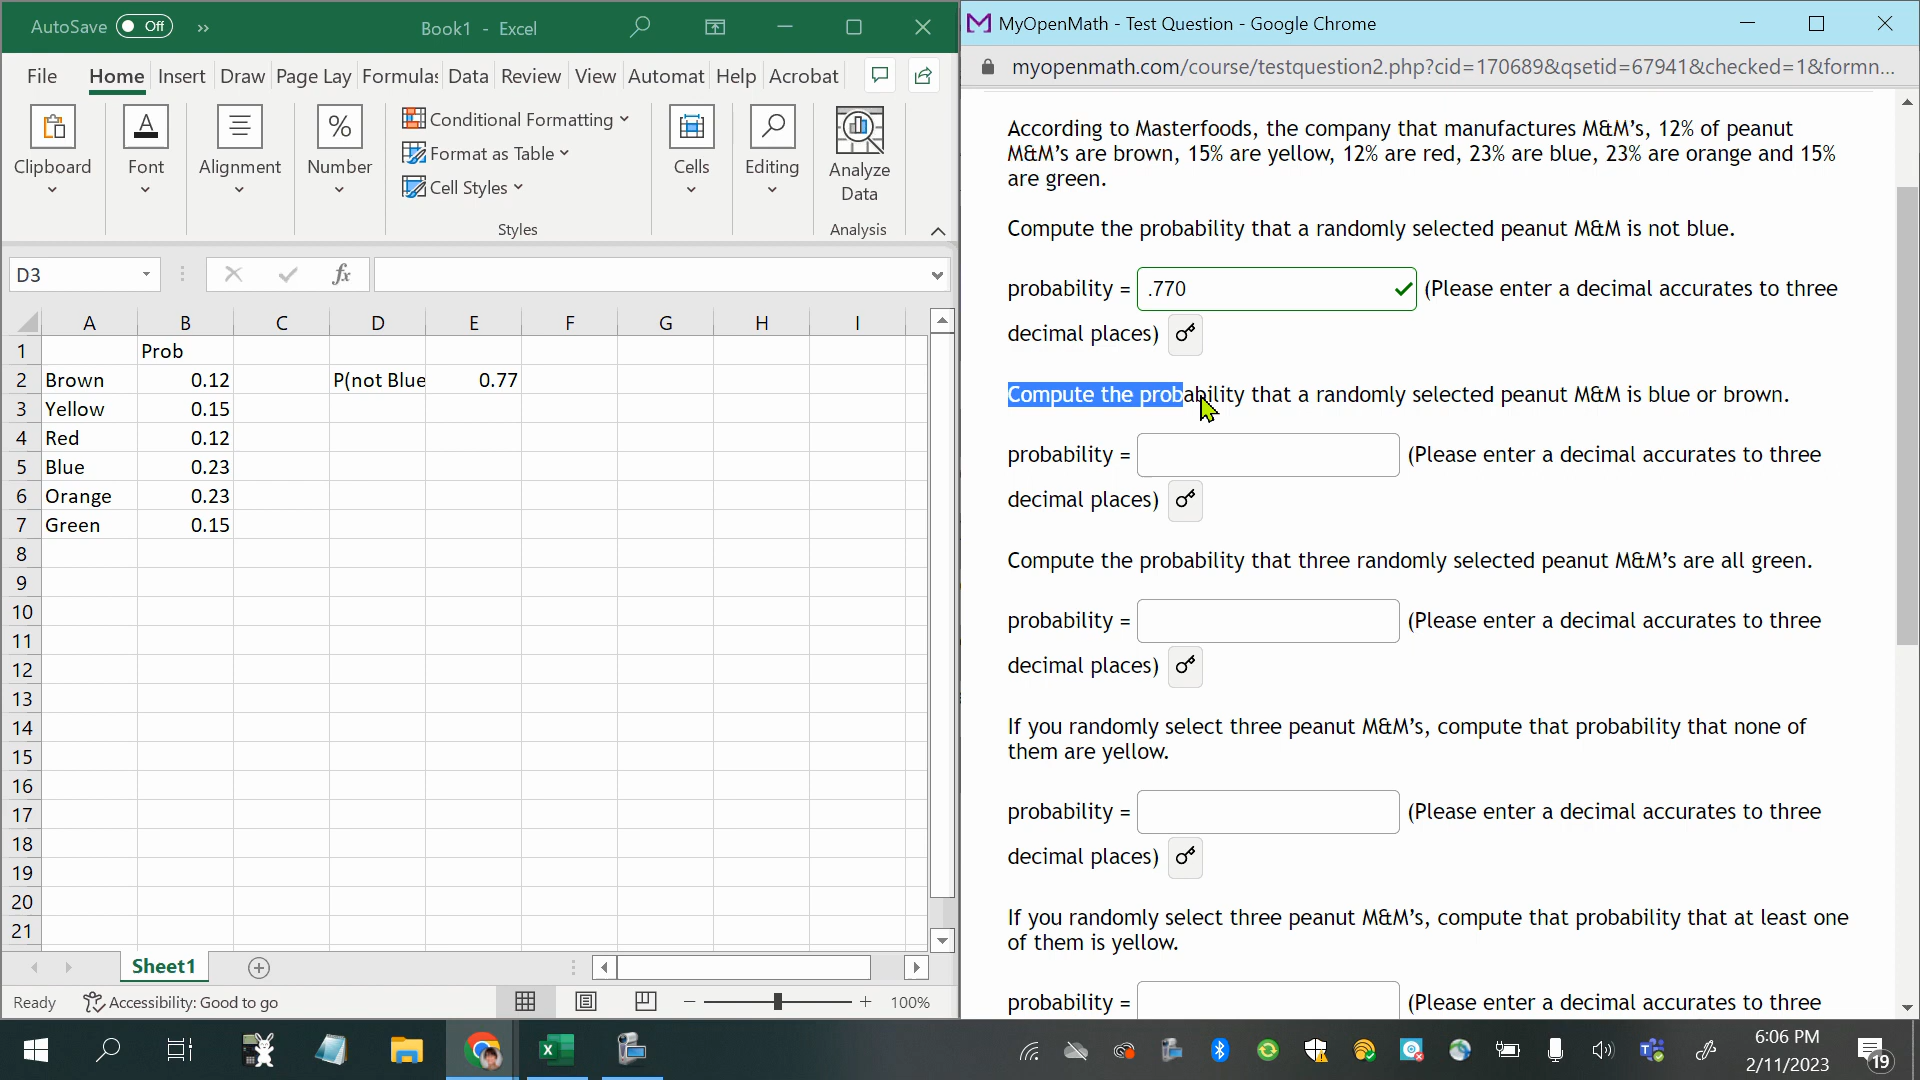 AutoSave Off
Book1 - Excel
File Home Insert Draw Page Lay Formulas Data Review View Automat Help Acrobat
Clipboard
Font
Alignment
Number
Conditional Formatting
Format as Table
Cell Styles
Styles
Cells
Editing
Analyze
Data
Analysis
D3
fx
A B C D E F G H I
1 Prob
2 Brown 0.12 P(not Blue 0.77
3 Yellow 0.15
4 Red 0.12
5 Blue 0.23
6 Orange 0.23
7 Green 0.15
8
9
10
11
12
13
14
15
16
17
18
19
20
21
Sheet1
Ready Accessibility: Good to go 100%
MyOpenMath - Test Question - Google Chrome
myopenmath.com/course/testquestion2.php?cid=170689&qsetid=67941&checked=1&formn...
According to Masterfoods, the company that manufactures M&M's, 12% of peanut
M&M's are brown, 15% are yellow, 12% are red, 23% are blue, 23% are orange and 15%
are green.
Compute the probability that a randomly selected peanut M&M is not blue.
probability = .770 (Please enter a decimal accurates to three
decimal places)
Compute the probability that a randomly selected peanut M&M is blue or brown.
probability = (Please enter a decimal accurates to three
decimal places)
Compute the probability that three randomly selected peanut M&M's are all green.
probability = (Please enter a decimal accurates to three
decimal places)
If you randomly select three peanut M&M's, compute that probability that none of
them are yellow.
probability = (Please enter a decimal accurates to three
decimal places)
If you randomly select three peanut M&M's, compute that probability that at least one
of them is yellow.
probability = (Please enter a decimal accurates to three
6:06 PM
2/11/2023
19